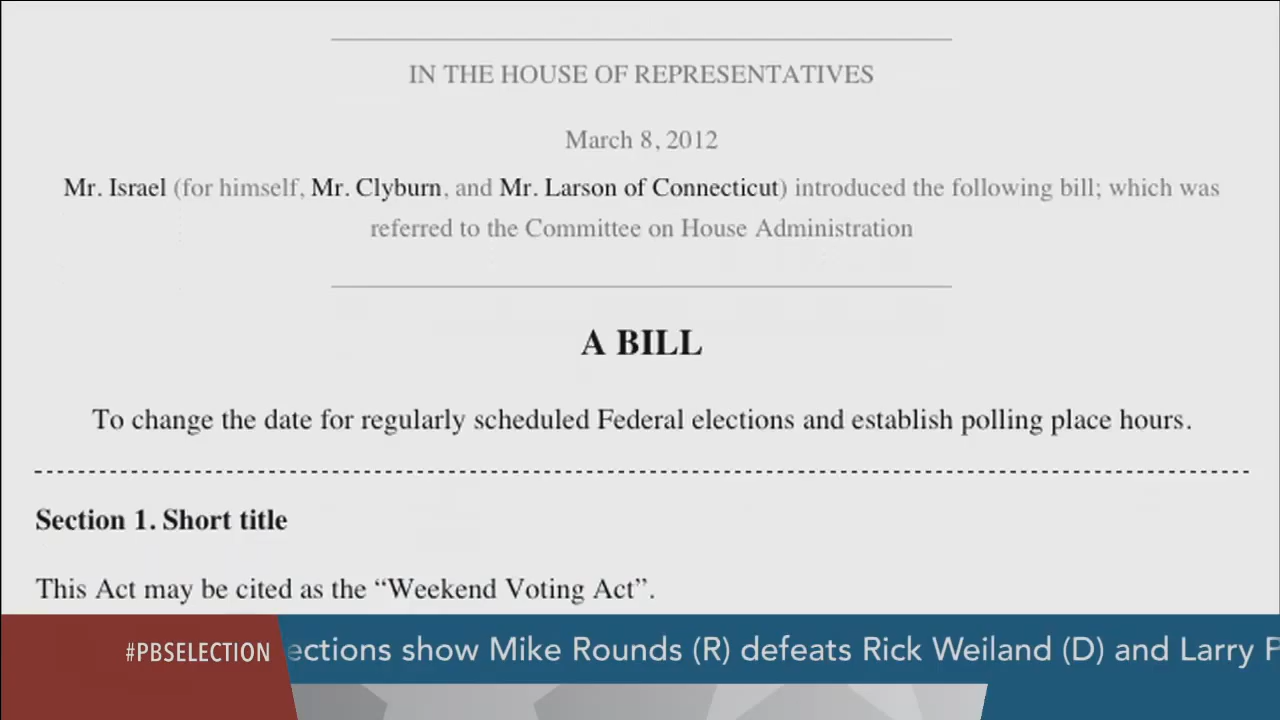 IN THE HOUSE OF REPRESENTATIVES
March 8, 2012
Mr. Israel (for himself, Mr. Clyburn, and Mr. Larson of Connecticut) introduced the following bill; which was
referred to the Committee on House Administration
A BILL
To change the date for regularly scheduled Federal elections and establish polling place hours.
Section 1. Short title
This Act may be cited as the “Weekend Voting Act”.
#PBSELECTION
ections show Mike Rounds (R) defeats Rick Weiland (D) and Larry